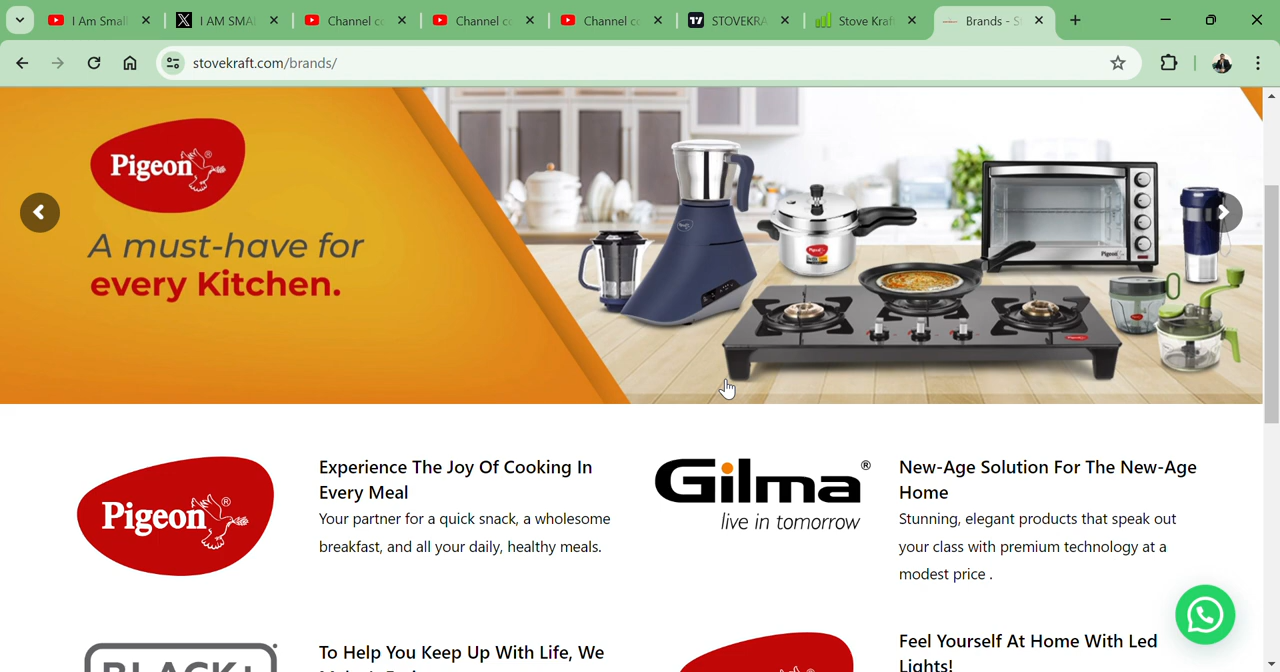 I Am Smal
I AM SMA
Channel c
Channel c
Channel c
STOVEKRA
Stove Kraf
Brands - S
stovekraft.com/brands/
Pigeon®
A must-have for
every Kitchen.
Pigeon®
Experience The Joy Of Cooking In
Every Meal
Your partner for a quick snack, a wholesome
breakfast, and all your daily, healthy meals.
Gilma®
live in tomorrow
New-Age Solution For The New-Age
Home
Stunning, elegant products that speak out
your class with premium technology at a
modest price .
BLACK+
To Help You Keep Up With Life, We
Feel Yourself At Home With Led
Lights!